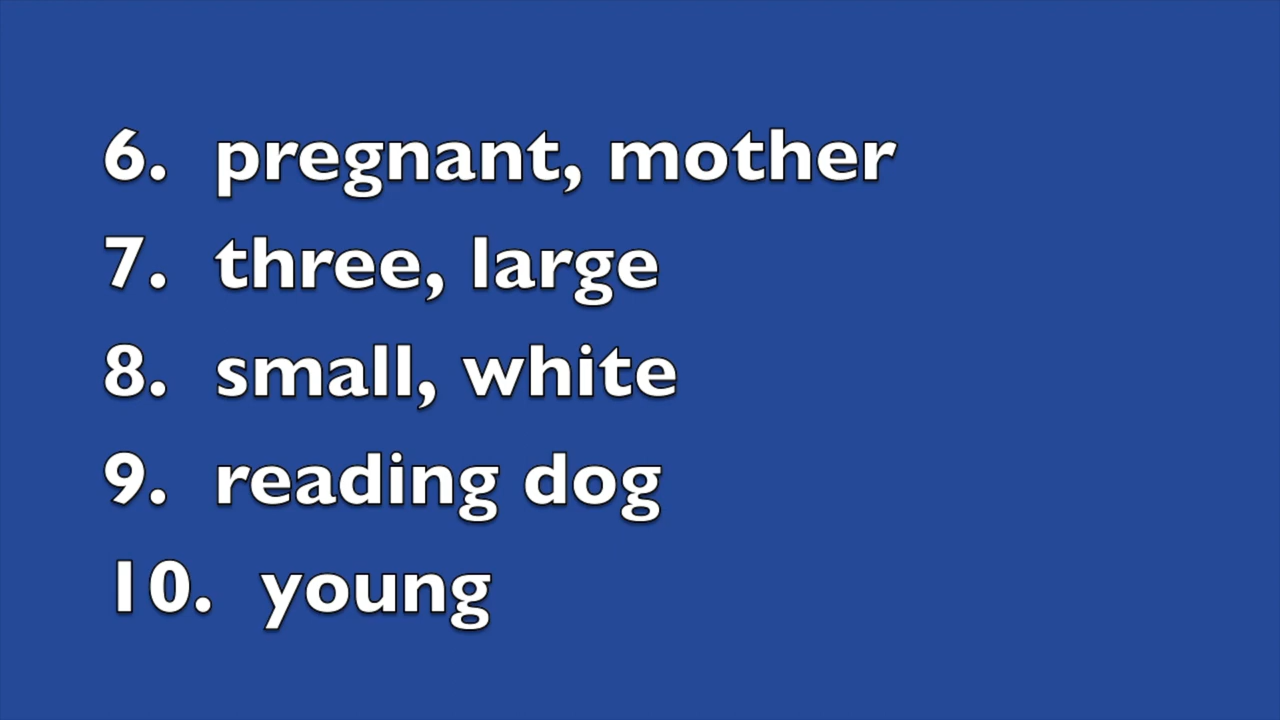 6. pregnant, mother
7. three, large
8. small, white
9. reading dog
10. young